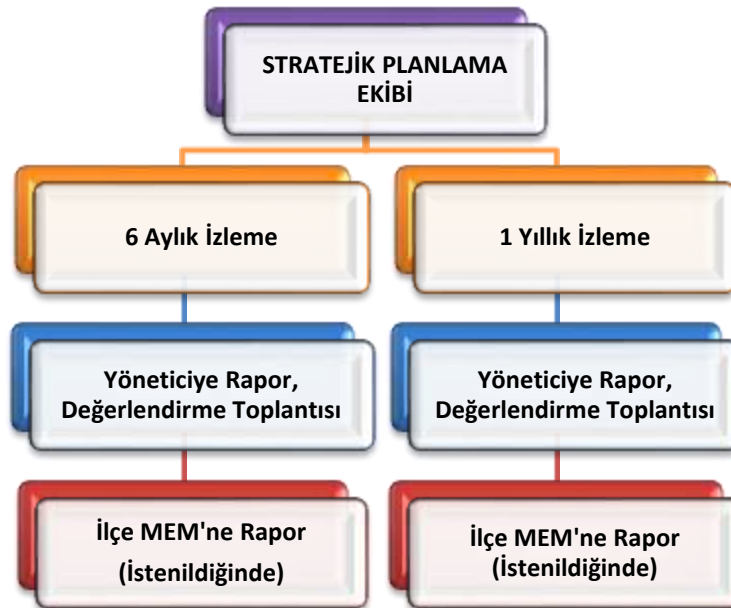 STRATEJİK PLANLAMA
EKİBİ
6 Aylık İzleme
1 Yıllık İzleme
Yöneticiye Rapor,
Değerlendirme Toplantısı
Yöneticiye Rapor,
Değerlendirme Toplantısı
İlçe MEM'ne Rapor
(İstenildiğinde)
İlçe MEM'ne Rapor
(İstenildiğinde)